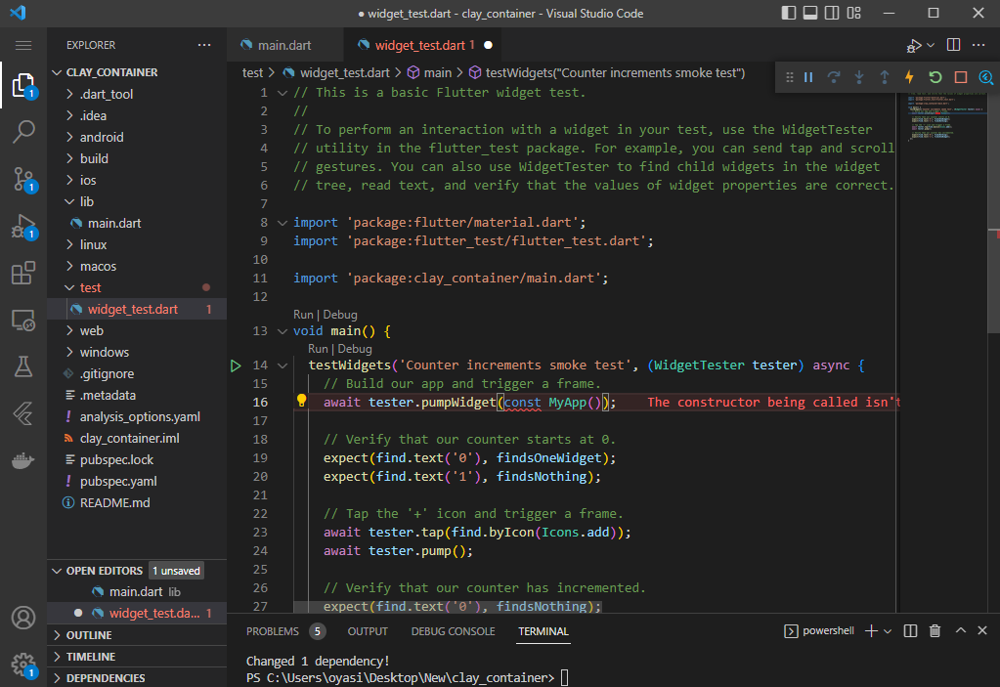 ● widget_test.dart - clay_container - Visual Studio Code
EXPLORER
main.dart
widget_test.dart 1 ●
test > widget_test.dart > main > testWidgets("Counter increments smoke test")
CLAY_CONTAINER
.dart_tool
.idea
android
build
ios
lib
main.dart
linux
macos
test
widget_test.dart 1
web
windows
.gitignore
.metadata
analysis_options.yaml
clay_container.iml
pubspec.lock
pubspec.yaml
README.md
OPEN EDITORS 1 unsaved
main.dart lib
● widget_test.da... 1
OUTLINE
TIMELINE
DEPENDENCIES
1
1
1
1
1 // This is a basic Flutter widget test.
2 //
3 // To perform an interaction with a widget in your test, use the WidgetTester
4 // utility in the flutter_test package. For example, you can send tap and scroll
5 // gestures. You can also use WidgetTester to find child widgets in the widget
6 // tree, read text, and verify that the values of widget properties are correct.
7
8 import 'package:flutter/material.dart';
9 import 'package:flutter_test/flutter_test.dart';
10
11 import 'package:clay_container/main.dart';
12
Run | Debug
13 void main() {
Run | Debug
14 testWidgets('Counter increments smoke test', (WidgetTester tester) async {
15 // Build our app and trigger a frame.
16 await tester.pumpWidget(const MyApp()); The constructor being called isn't
17
18 // Verify that our counter starts at 0.
19 expect(find.text('0'), findsOneWidget);
20 expect(find.text('1'), findsNothing);
21
22 // Tap the '+' icon and trigger a frame.
23 await tester.tap(find.byIcon(Icons.add));
24 await tester.pump();
25
26 // Verify that our counter has incremented.
27 expect(find.text('0'), findsNothing);
PROBLEMS 5 OUTPUT DEBUG CONSOLE TERMINAL powershell
Changed 1 dependency!
PS C:\Users\oyasi\Desktop\New\clay_container>